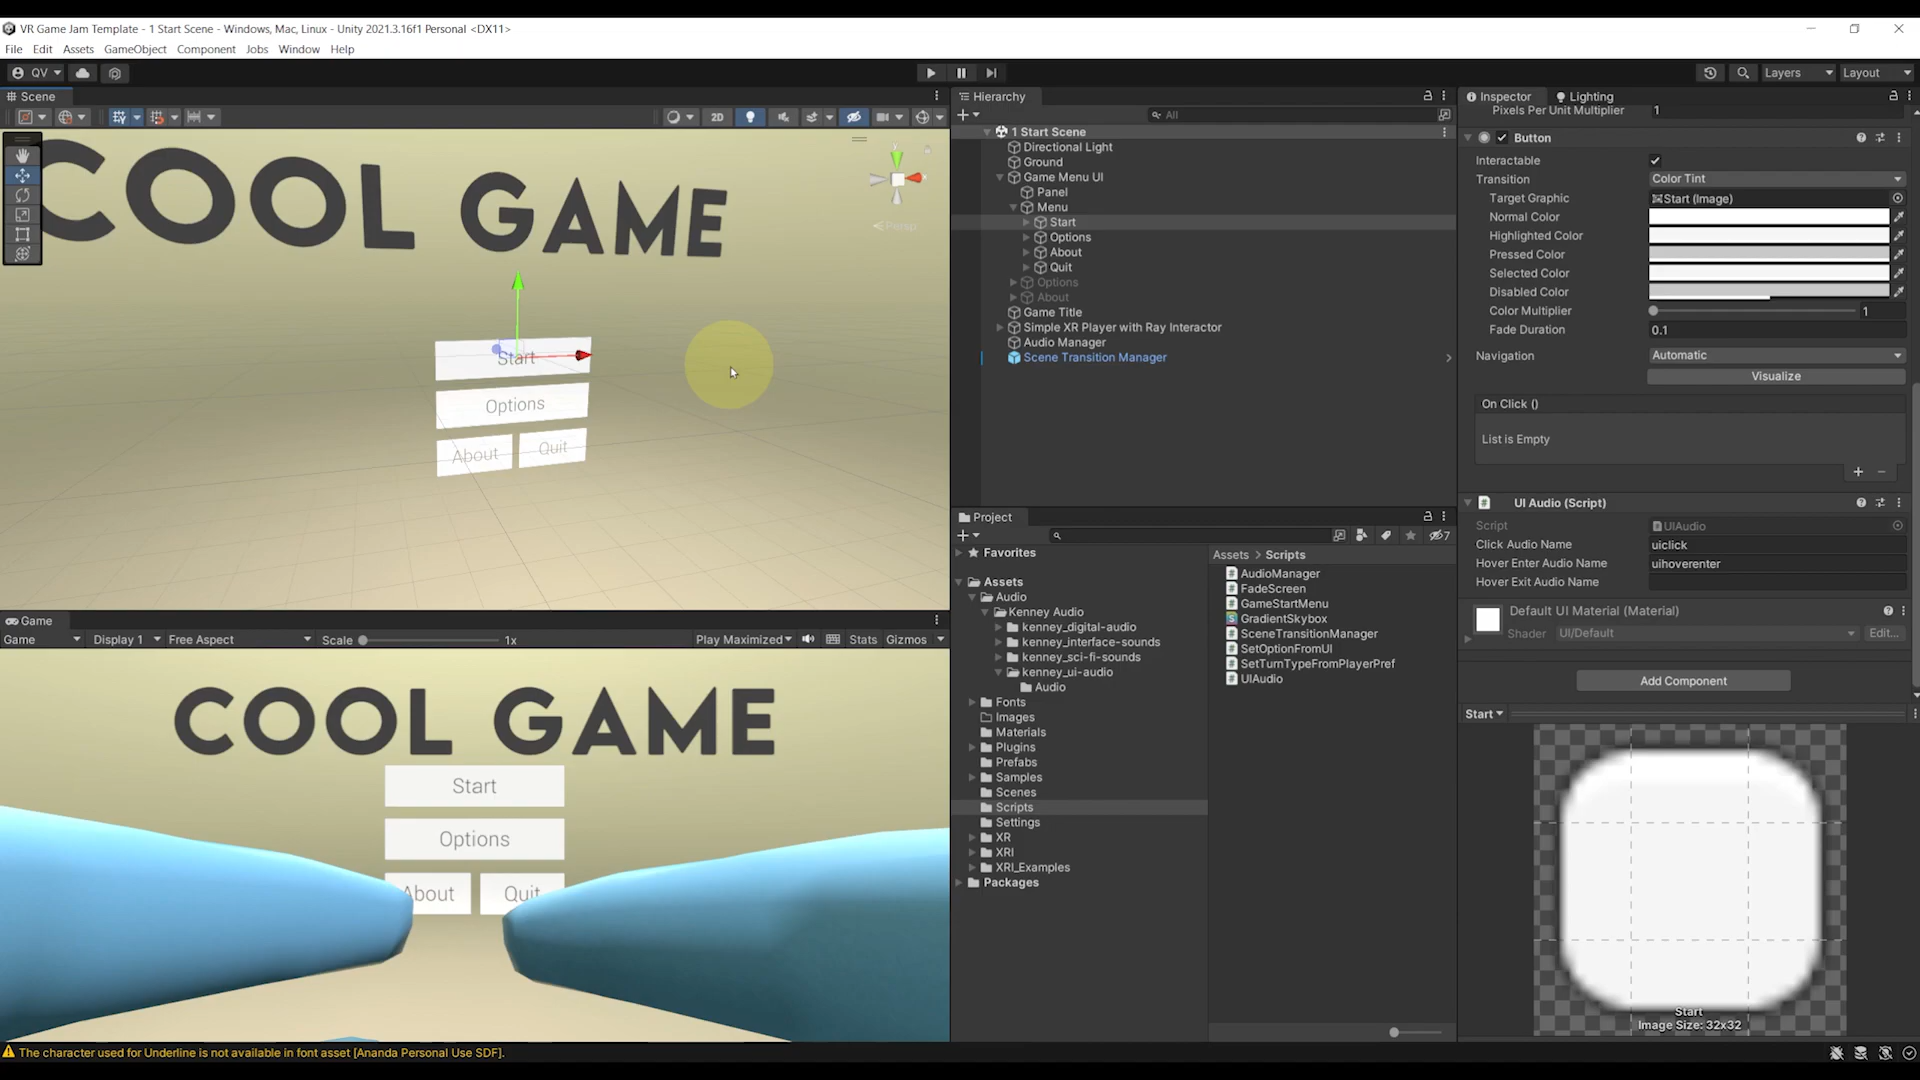 VR Game Jam Template - 1 Start Scene - Windows, Mac, Linux - Unity 2021.3.16f1 Personal <DX11>
File Edit Assets GameObject Component Jobs Window Help
QV
Layers Layout
Scene
2D
COOL GAME
y
Persp
Start
Options
About Quit
Game
Game Display 1 Free Aspect Scale 1x Play Maximized Stats Gizmos
COOL GAME
Start
Options
About Quit
Hierarchy
All
1 Start Scene
Directional Light
Ground
Game Menu UI
Panel
Menu
Start
Options
About
Quit
Options
About
Game Title
Simple XR Player with Ray Interactor
Audio Manager
Scene Transition Manager
Project
7
Favorites
Assets
Audio
Kenney Audio
kenney_digital-audio
kenney_interface-sounds
kenney_sci-fi-sounds
kenney_ui-audio
Audio
Fonts
Images
Materials
Plugins
Prefabs
Samples
Scenes
Scripts
Settings
XR
XRI
XRI_Examples
Packages
Assets > Scripts
AudioManager
FadeScreen
GameStartMenu
GradientSkybox
SceneTransitionManager
SetOptionFromUI
SetTurnTypeFromPlayerPref
UIAudio
Inspector Lighting
Pixels Per Unit Multiplier 1
Button
Interactable
Transition Color Tint
Target Graphic Start (Image)
Normal Color
Highlighted Color
Pressed Color
Selected Color
Disabled Color
Color Multiplier 1
Fade Duration 0.1
Navigation Automatic
Visualize
On Click ()
List is Empty
UI Audio (Script)
Script UIAudio
Click Audio Name uiclick
Hover Enter Audio Name uihoverenter
Hover Exit Audio Name
Default UI Material (Material)
Shader UI/Default Edit...
Add Component
Start
Start
Image Size: 32x32
The character used for Underline is not available in font asset [Ananda Personal Use SDF].